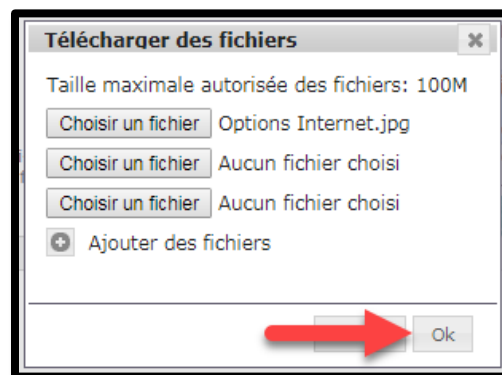 Télécharger des fichiers
Taille maximale autorisée des fichiers: 100M
Choisir un fichier Options Internet.jpg
Choisir un fichier Aucun fichier choisi
Choisir un fichier Aucun fichier choisi
Ajouter des fichiers
Ok